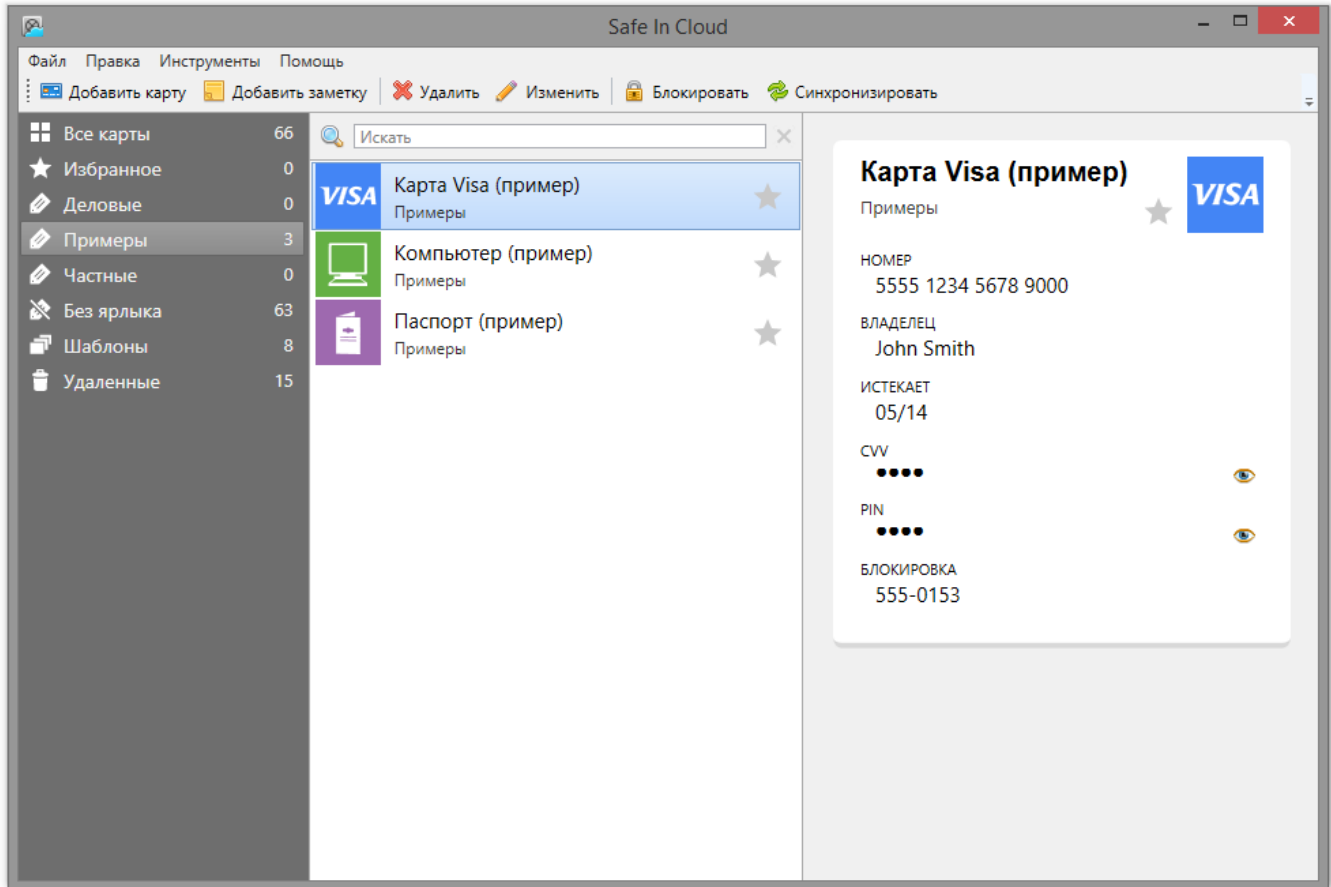 Safe In Cloud
Файл Правка Инструменты Помощь
Добавить карту Добавить заметку Удалить Изменить Блокировать Синхронизировать
Все карты 66
Избранное 0
Деловые 0
Примеры 3
Частные 0
Без ярлыка 63
Шаблоны 8
Удаленные 15
Искать
VISA
Карта Visa (пример)
Примеры
Компьютер (пример)
Примеры
Паспорт (пример)
Примеры
Карта Visa (пример)
Примеры
VISA
НОМЕР
5555 1234 5678 9000
ВЛАДЕЛЕЦ
John Smith
ИСТЕКАЕТ
05/14
CVV
••••
PIN
••••
БЛОКИРОВКА
555-0153